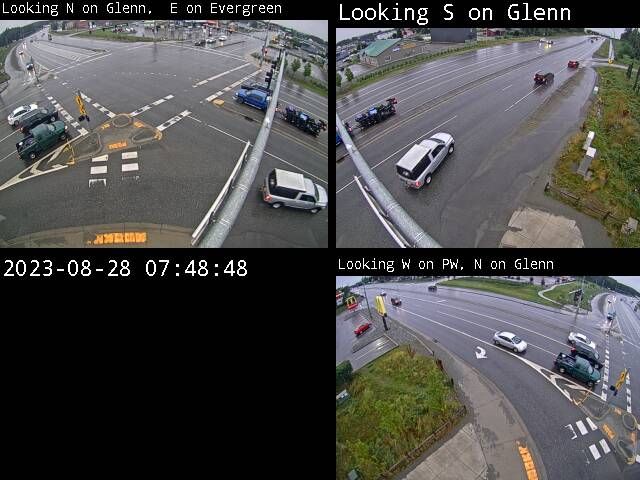 Looking N on Glenn,  E on Evergreen
Looking S on Glenn
2023-08-28 07:48:48
Looking W on PW, N on Glenn